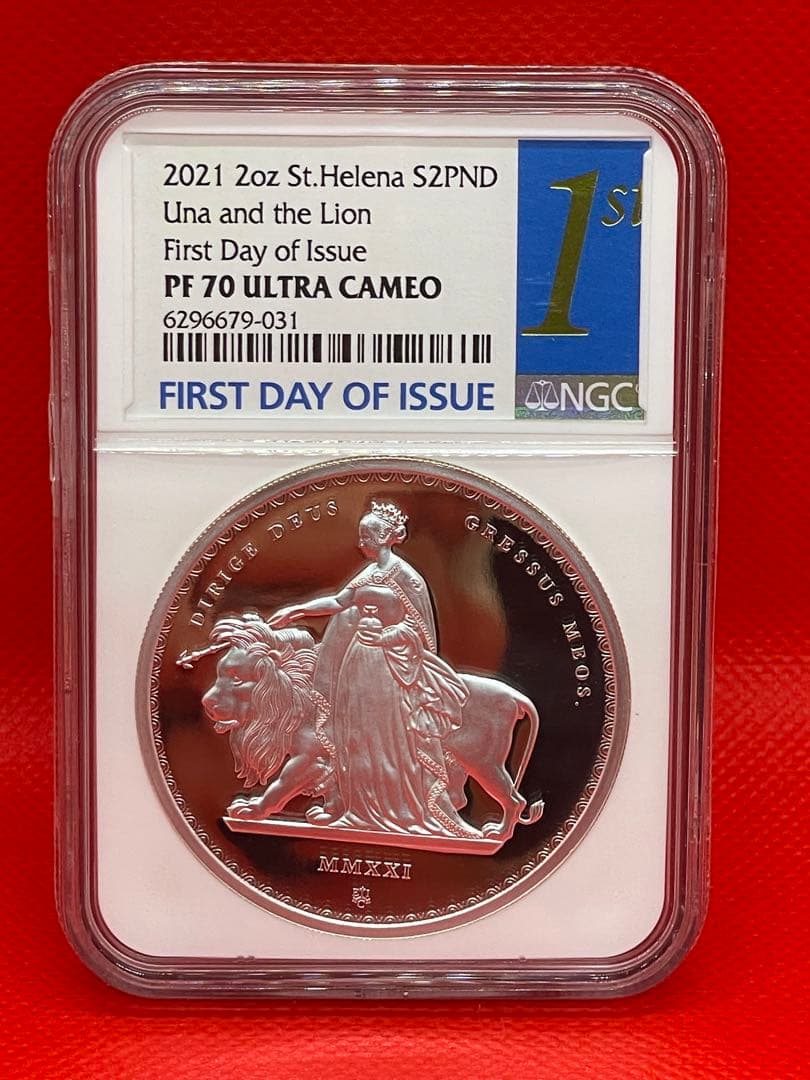 2021 2oz St.Helena S2PND
Una and the Lion
First Day of Issue
PF 70 ULTRA CAMEO
6296679-031
FIRST DAY OF ISSUE
1st
NGC
DIRIGE DEUS GRESSUS MEOS.
MMXXI